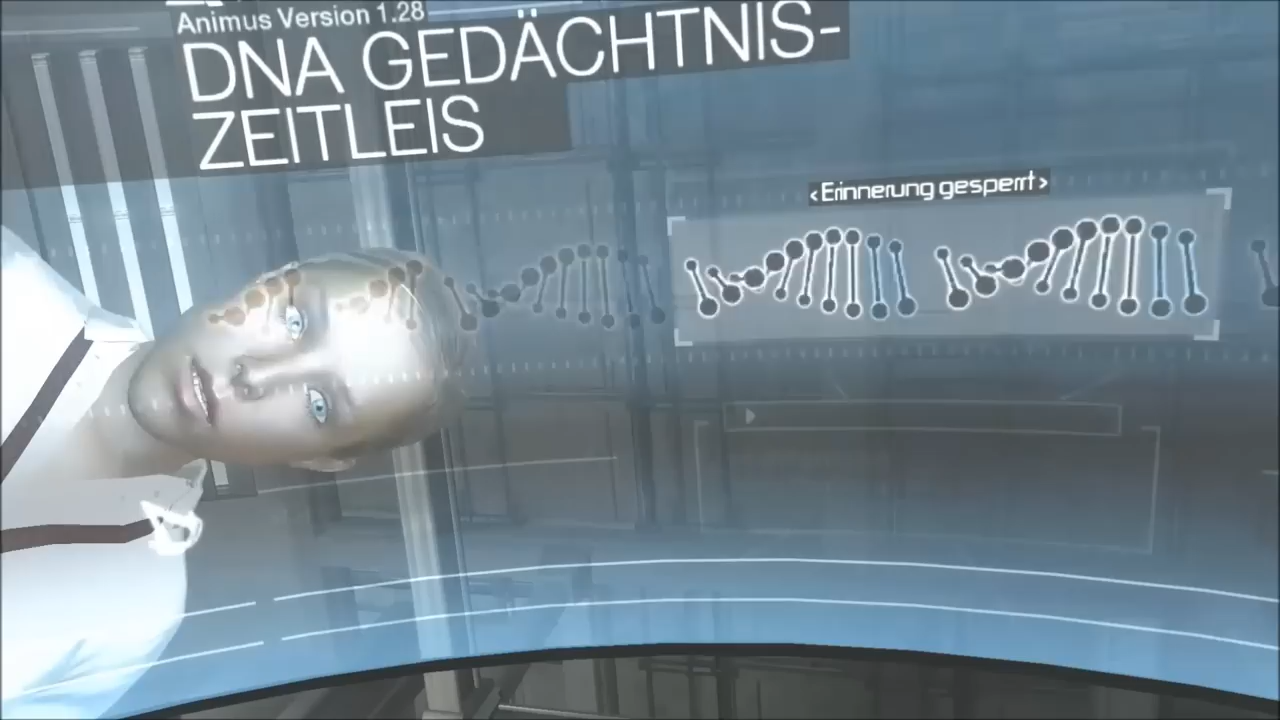 Animus Version 1.28
DNA GEDÄCHTNIS-
ZEITLEIS
‹Erinnerung gesperrt›